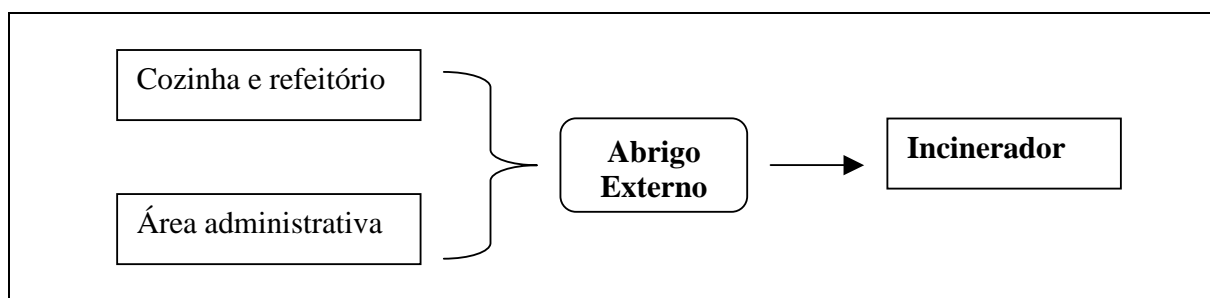 Cozinha e refeitório
Área administrativa
Abrigo
Externo
Incinerador